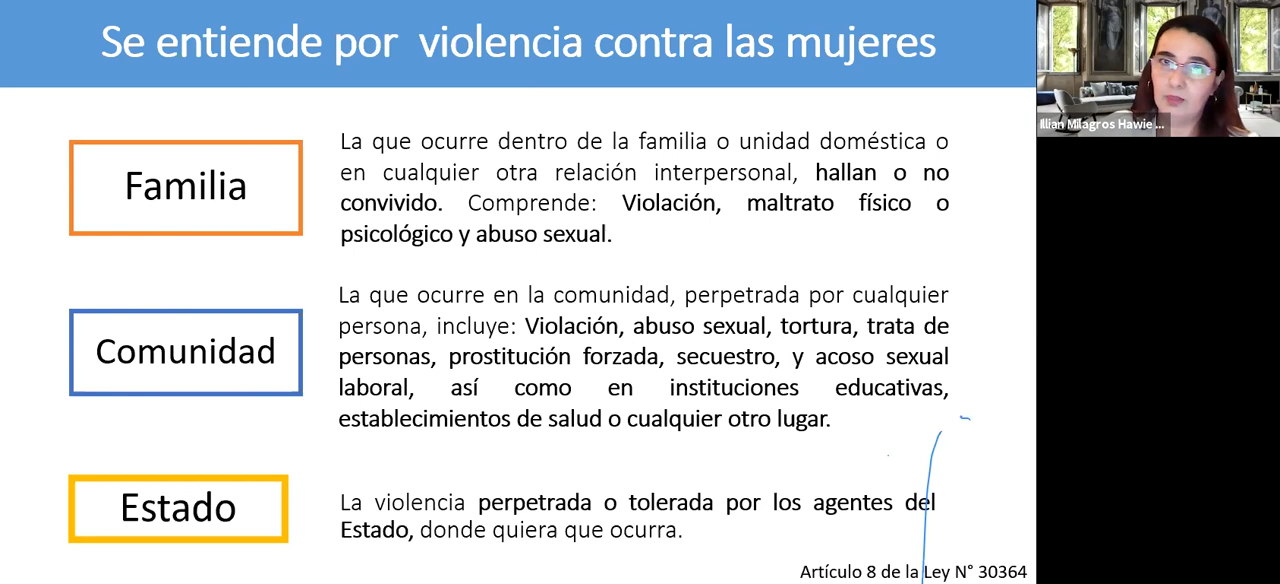 Se entiende por violencia contra las mujeres
Familia
La que ocurre dentro de la familia o unidad doméstica o
en cualquier otra relación interpersonal, hallan o no
convivido. Comprende: Violación, maltrato físico o
psicológico y abuso sexual.
Comunidad
La que ocurre en la comunidad, perpetrada por cualquier
persona, incluye: Violación, abuso sexual, tortura, trata de
personas, prostitución forzada, secuestro, y acoso sexual
laboral, así como en instituciones educativas,
establecimientos de salud o cualquier otro lugar.
Estado
La violencia perpetrada o tolerada por los agentes del
Estado, donde quiera que ocurra.
Artículo 8 de la Ley N° 30364
illian Milagros Hawie ...